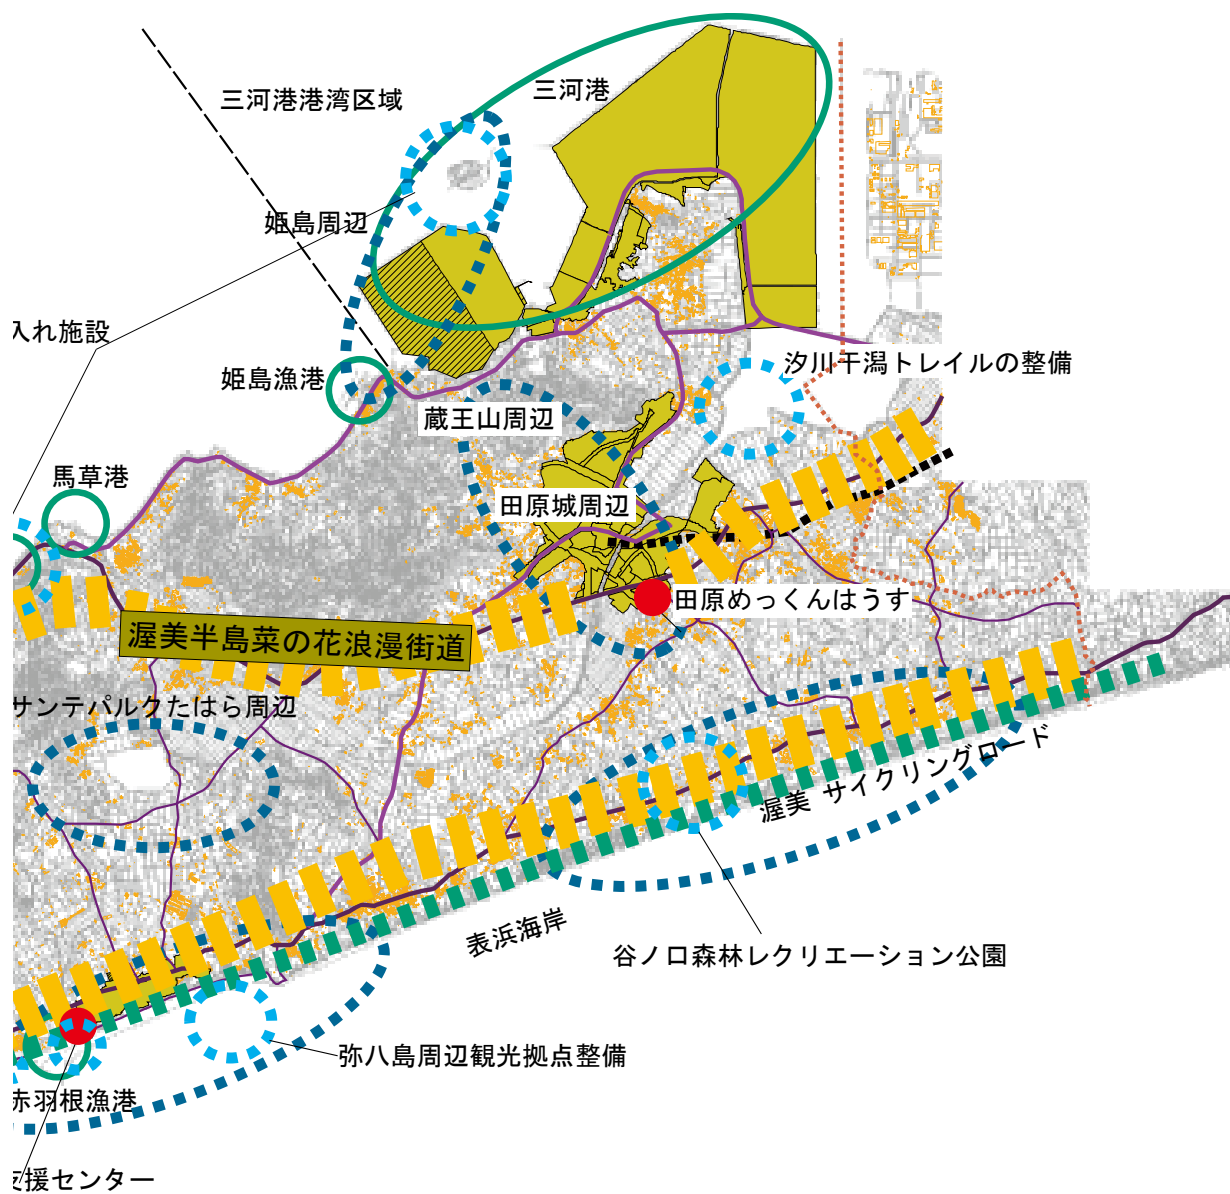 三河港
三河港港湾区域
姫島周辺
入れ施設
汐川干潟トレイルの整備
姫島漁港
蔵王山周辺
馬草港
田原城周辺
田原めっくんはうす
渥美半島菜の花浪漫街道
サンテパルクたはら周辺
渥美 サイクリングロード
表浜海岸
谷ノ口森林レクリエーション公園
弥八島周辺観光拠点整備
赤羽根漁港
支援センター